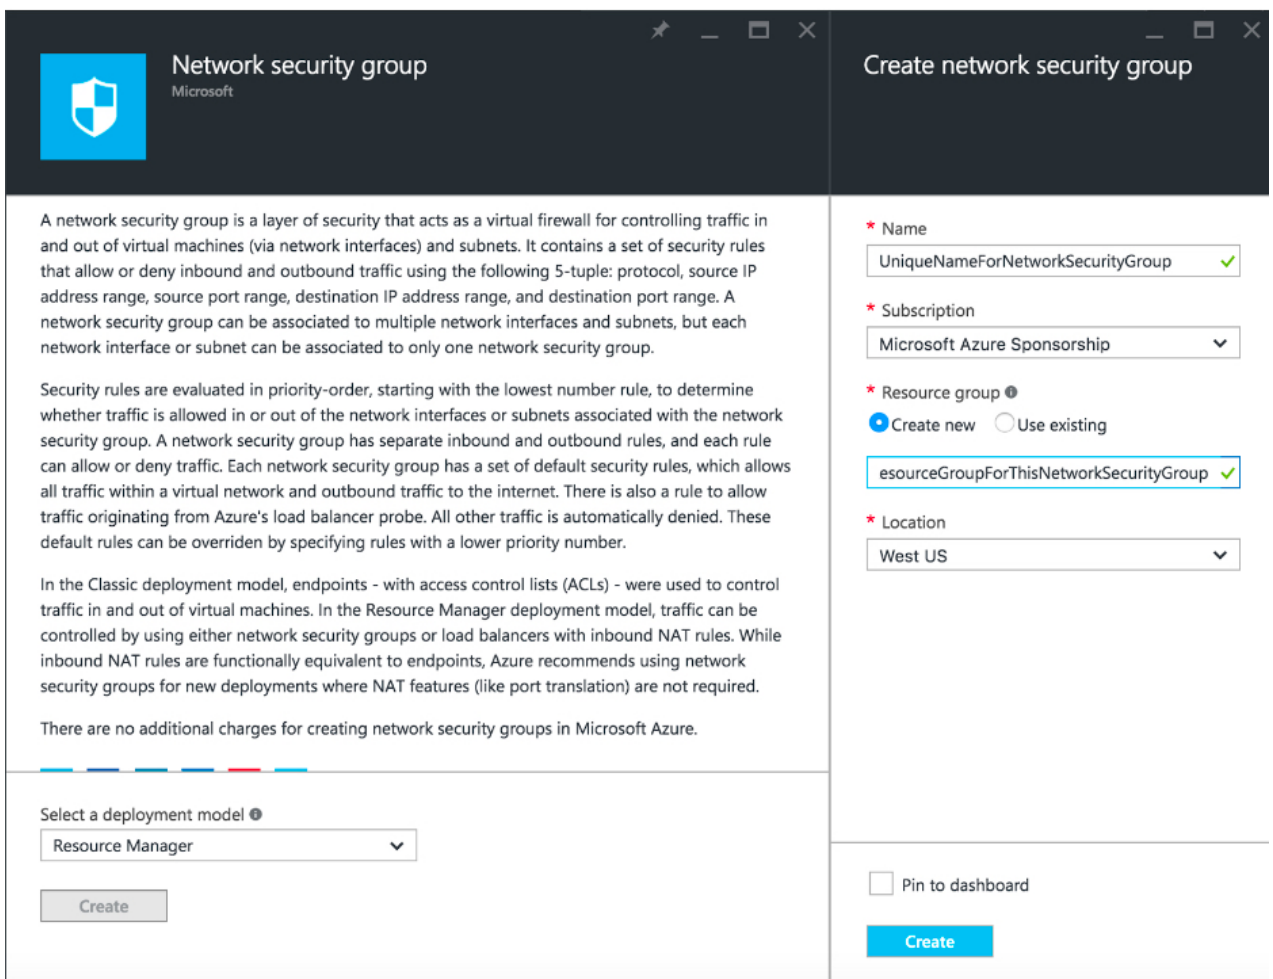 Network security group
Microsoft
A network security group is a layer of security that acts as a virtual firewall for controlling traffic in
and out of virtual machines (via network interfaces) and subnets. It contains a set of security rules
that allow or deny inbound and outbound traffic using the following 5-tuple: protocol, source IP
address range, source port range, destination IP address range, and destination port range. A
network security group can be associated to multiple network interfaces and subnets, but each
network interface or subnet can be associated to only one network security group.
Security rules are evaluated in priority-order, starting with the lowest number rule, to determine
whether traffic is allowed in or out of the network interfaces or subnets associated with the network
security group. A network security group has separate inbound and outbound rules, and each rule
can allow or deny traffic. Each network security group has a set of default security rules, which allows
all traffic within a virtual network and outbound traffic to the internet. There is also a rule to allow
traffic originating from Azure's load balancer probe. All other traffic is automatically denied. These
default rules can be overriden by specifying rules with a lower priority number.
In the Classic deployment model, endpoints - with access control lists (ACLs) - were used to control
traffic in and out of virtual machines. In the Resource Manager deployment model, traffic can be
controlled by using either network security groups or load balancers with inbound NAT rules. While
inbound NAT rules are functionally equivalent to endpoints, Azure recommends using network
security groups for new deployments where NAT features (like port translation) are not required.
There are no additional charges for creating network security groups in Microsoft Azure.
Select a deployment model
Resource Manager
Create
Create network security group
* Name
UniqueNameForNetworkSecurityGroup
* Subscription
Microsoft Azure Sponsorship
* Resource group
Create new Use existing
esourceGroupForThisNetworkSecurityGroup
* Location
West US
Pin to dashboard
Create